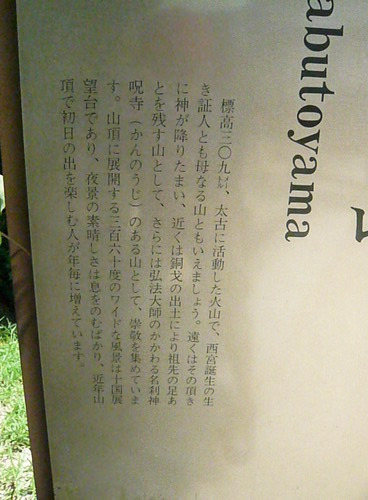 abutoyama
標高三〇九㍍、太古に活動した火山で、西宮誕生の生
き証人とも母なる山ともいえましょう。遠くはその頂き
に神が降りたまい、近くは銅戈の出土により祖先の足あ
とを残す山として、さらには弘法大師のかかわる名刹神
呪寺（かんのうじ）のある山として、崇敬を集めていま
す。山頂に展開する三百六十度のワイドな風景は十国展
望台であり、夜景の素晴しさは息をのむばかり、近年山
頂で初日の出を楽しむ人が年毎に増えています。